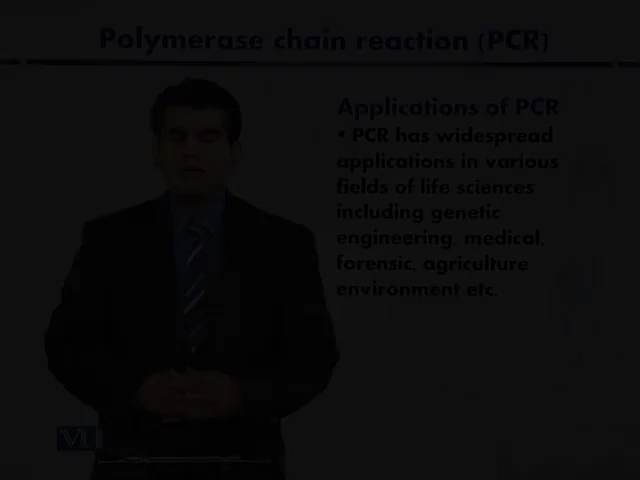 Polymerase chain reaction (PCR)
Applications of PCR
• PCR has widespread
applications in various
fields of life sciences
including genetic
engineering, medical,
forensic, agriculture
environment etc.
VU